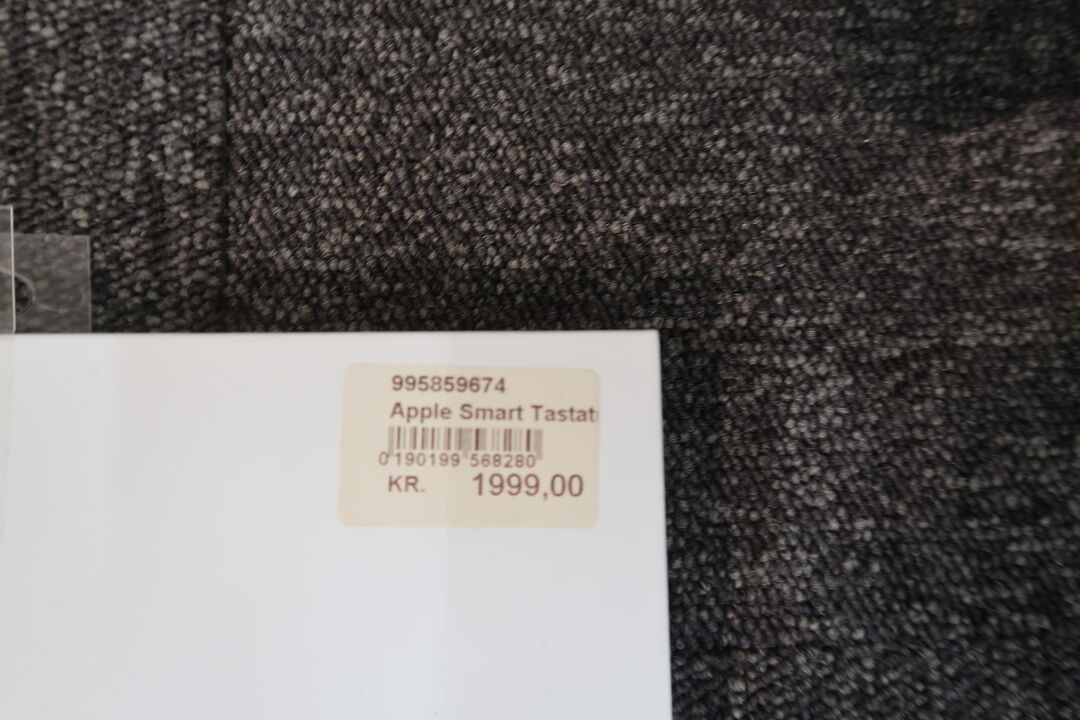 995859674
Apple Smart Tastat
0 190199 568280
KR. 1999,00